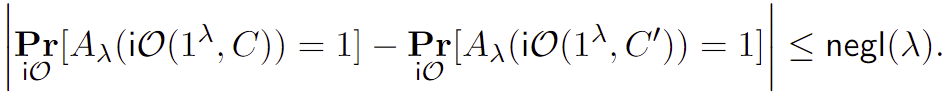 |Pr_{iO}[A_λ(iO(1^λ, C)) = 1] − Pr_{iO}[A_λ(iO(1^λ, C′)) = 1]| ≤ negl(λ).